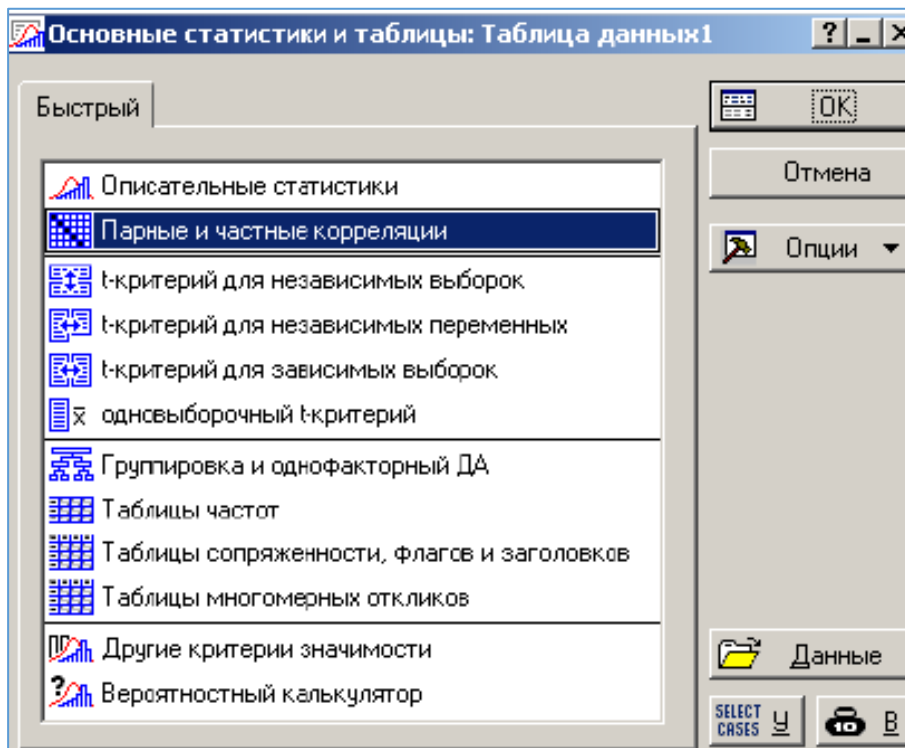 Основные статистики и таблицы: Таблица данных1
Быстрый
OK
Описательные статистики
Отмена
Парные и частные корреляции
Опции
t-критерий для независимых выборок
t-критерий для независимых переменных
t-критерий для зависимых выборок
x одновыборочный t-критерий
Группировка и однофакторный ДА
Таблицы частот
Таблицы сопряженности, флагов и заголовков
Таблицы многомерных откликов
Другие критерии значимости
Данные
? Вероятностный калькулятор
SELECT CASES У
10 В